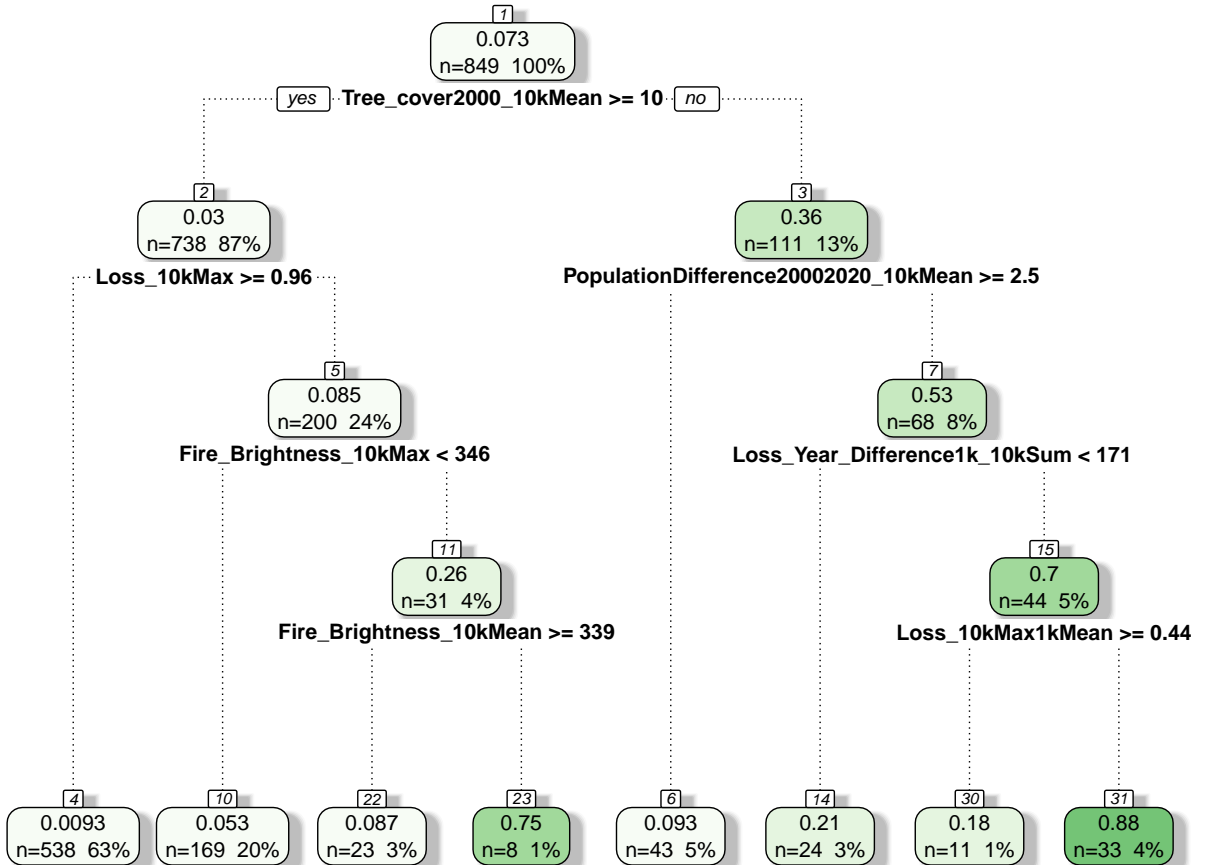 1
0.073
n=849 100%
yes Tree_cover2000_10kMean >= 10 no
2
0.03
n=738 87%
Loss_10kMax >= 0.96
3
0.36
n=111 13%
PopulationDifference20002020_10kMean >= 2.5
5
0.085
n=200 24%
Fire_Brightness_10kMax < 346
7
0.53
n=68 8%
Loss_Year_Difference1k_10kSum < 171
11
0.26
n=31 4%
Fire_Brightness_10kMean >= 339
15
0.7
n=44 5%
Loss_10kMax1kMean >= 0.44
4
0.0093
n=538 63%
10
0.053
n=169 20%
22
0.087
n=23 3%
23
0.75
n=8 1%
6
0.093
n=43 5%
14
0.21
n=24 3%
30
0.18
n=11 1%
31
0.88
n=33 4%